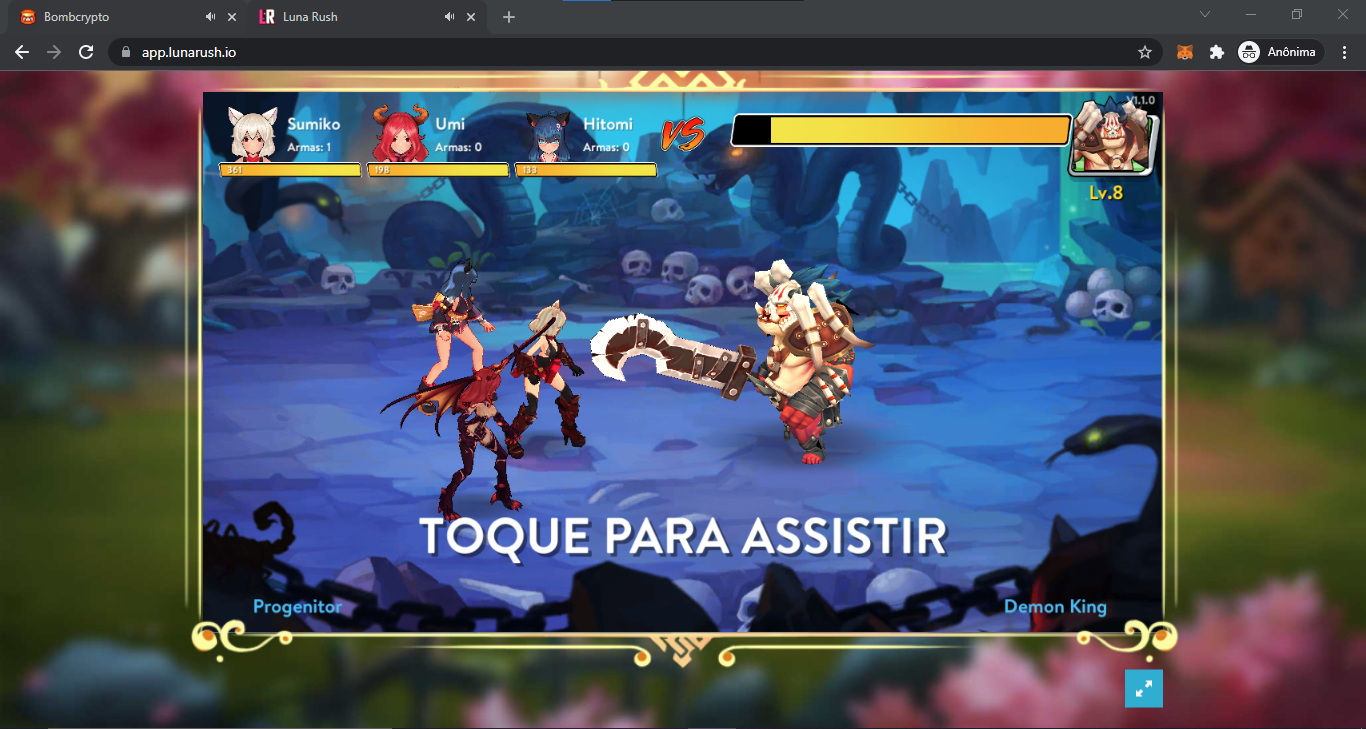 Bombcrypto
Luna Rush
app.lunarush.io
Anônima
V1.1.0
Sumiko
Armas: 1
361
Umi
Armas: 0
198
Hitomi
Armas: 0
133
VS
Lv.8
TOQUE PARA ASSISTIR
Progenitor
Demon King